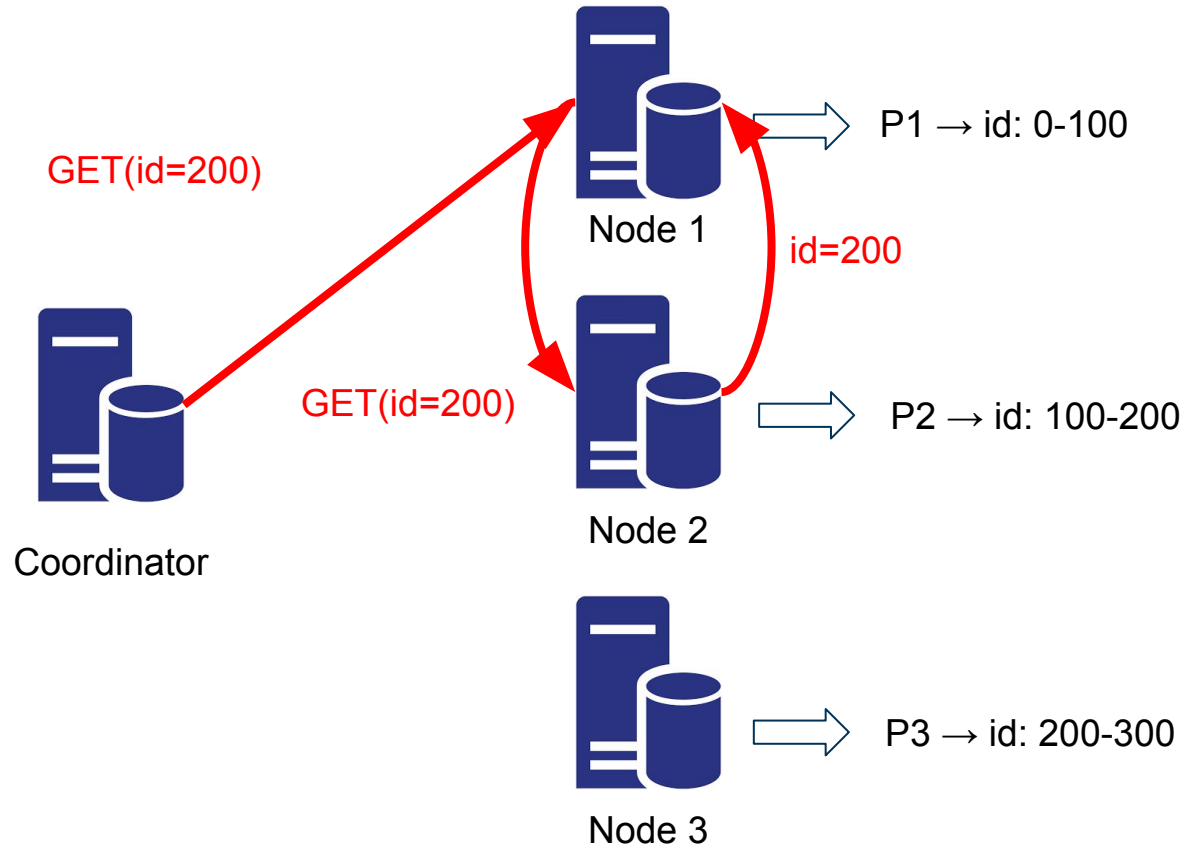 P1 → id: 0-100
GET(id=200)
Node 1
id=200
GET(id=200)
P2 → id: 100-200
Node 2
Coordinator
P3 → id: 200-300
Node 3